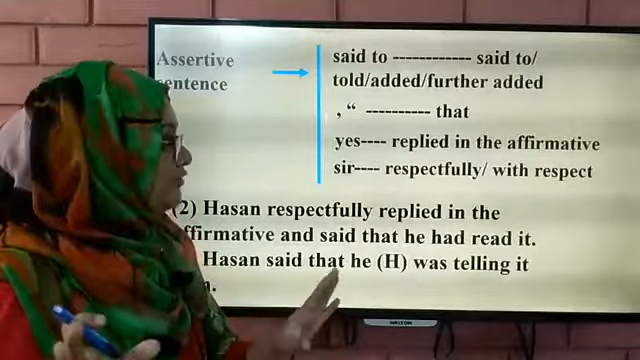 Assertive
sentence
said to ------------ said to/
told/added/further added
, “ ---------- that
yes---- replied in the affirmative
sir---- respectfully/ with respect
(2) Hasan respectfully replied in the
ffirmative and said that he had read it.
Hasan said that he (H) was telling it
WALTON